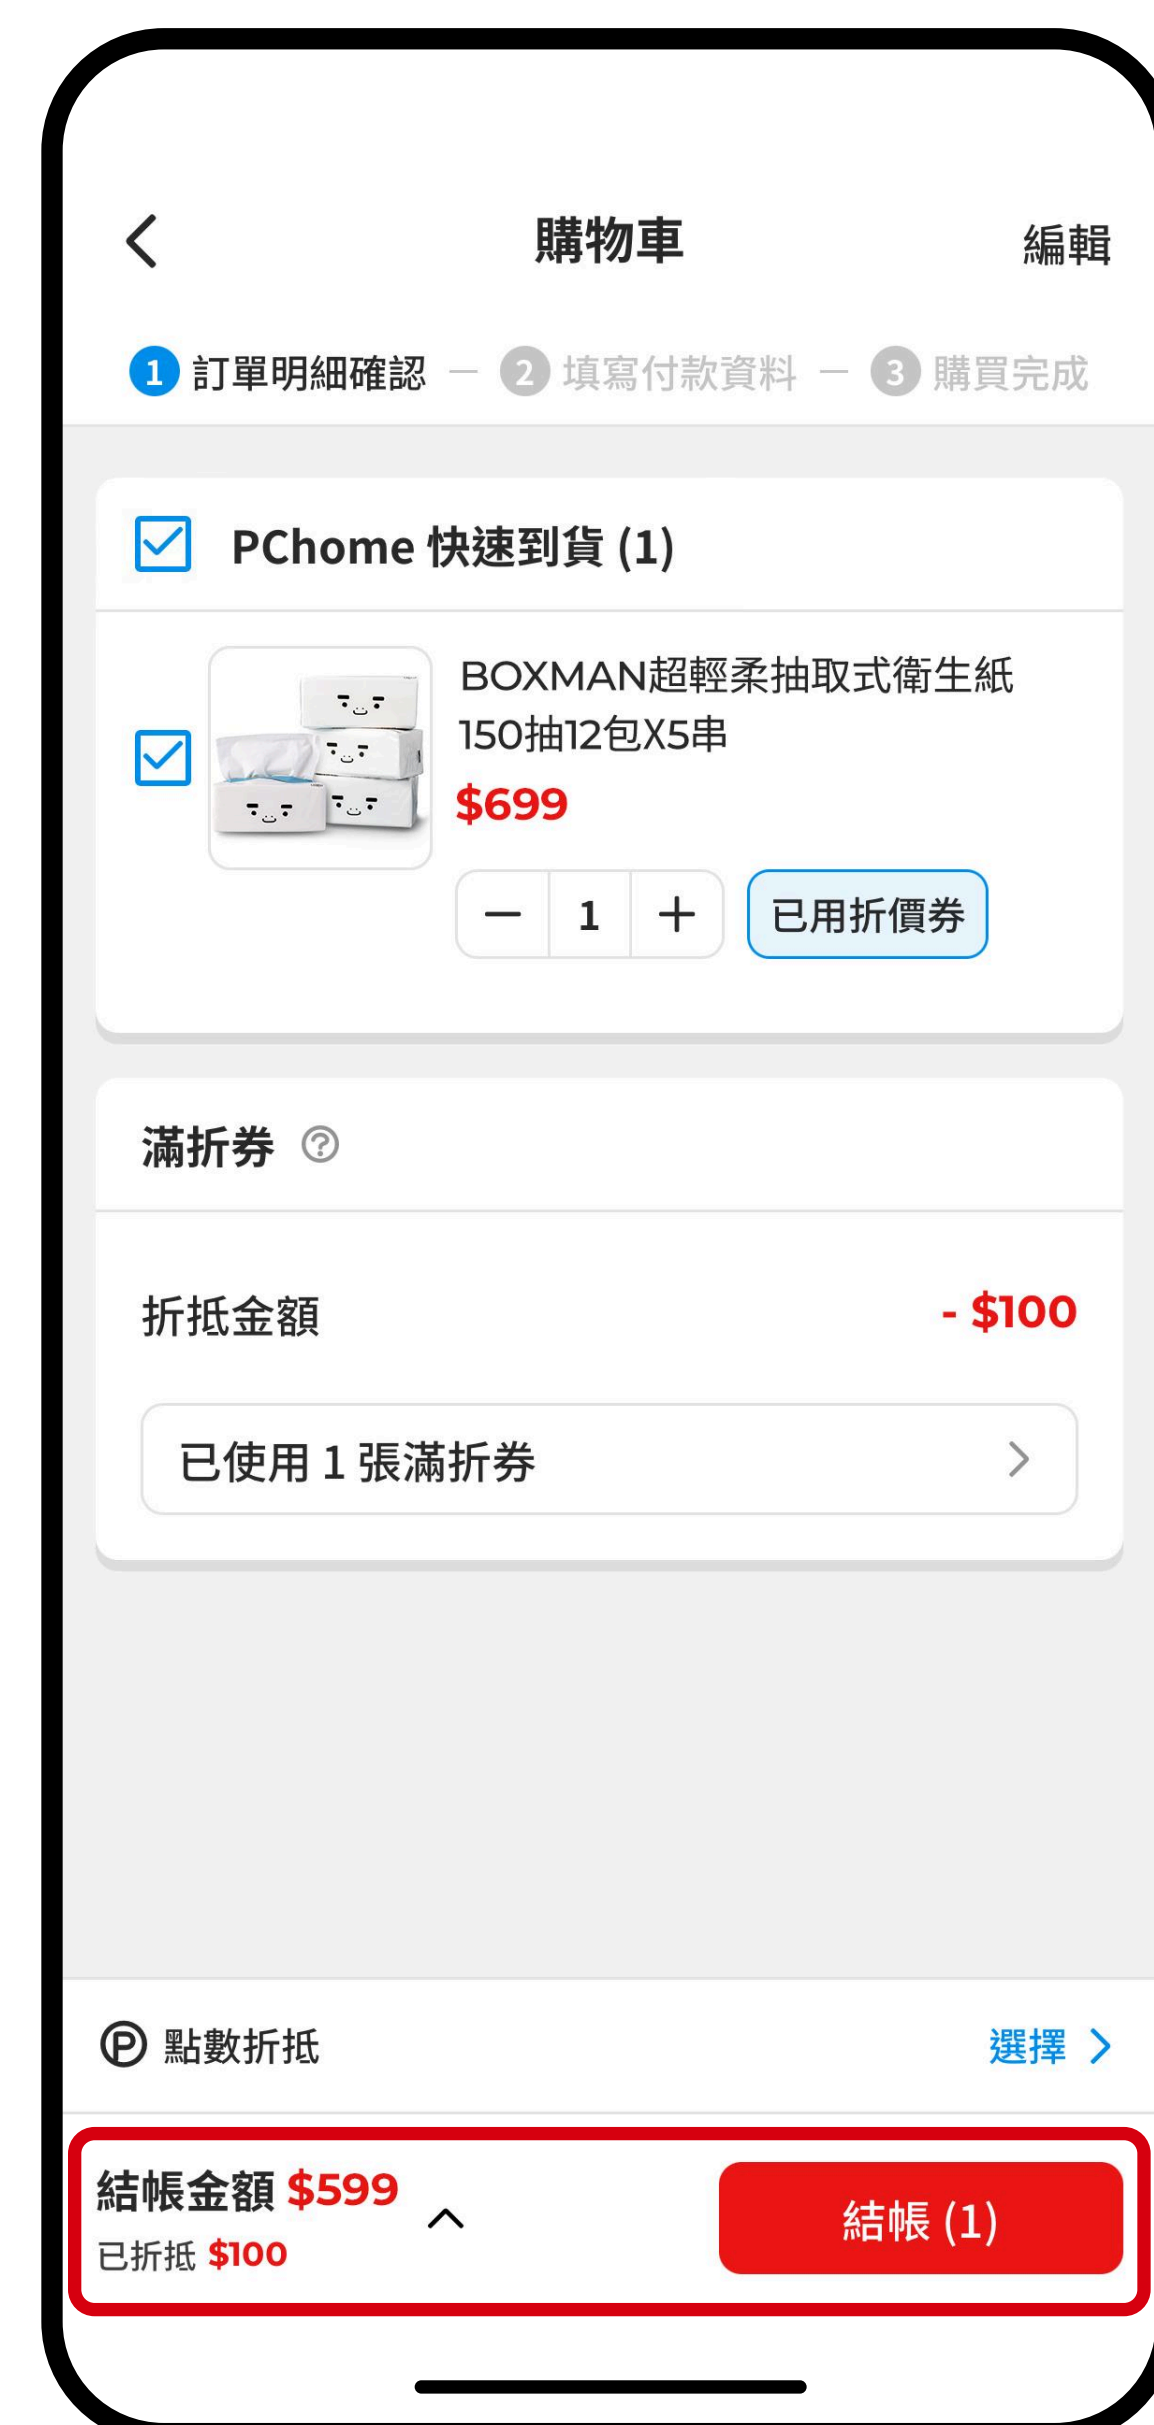 購物車
編輯
1 訂單明細確認 — 2 填寫付款資料 — 3 購買完成
PChome 快速到貨 (1)
BOXMAN超輕柔抽取式衛生紙
150抽12包X5串
$699
− 1 + 已用折價券
滿折券 ?
折抵金額 - $100
已使用 1 張滿折券
P 點數折抵 選擇
結帳金額 $599
已折抵 $100
結帳 (1)